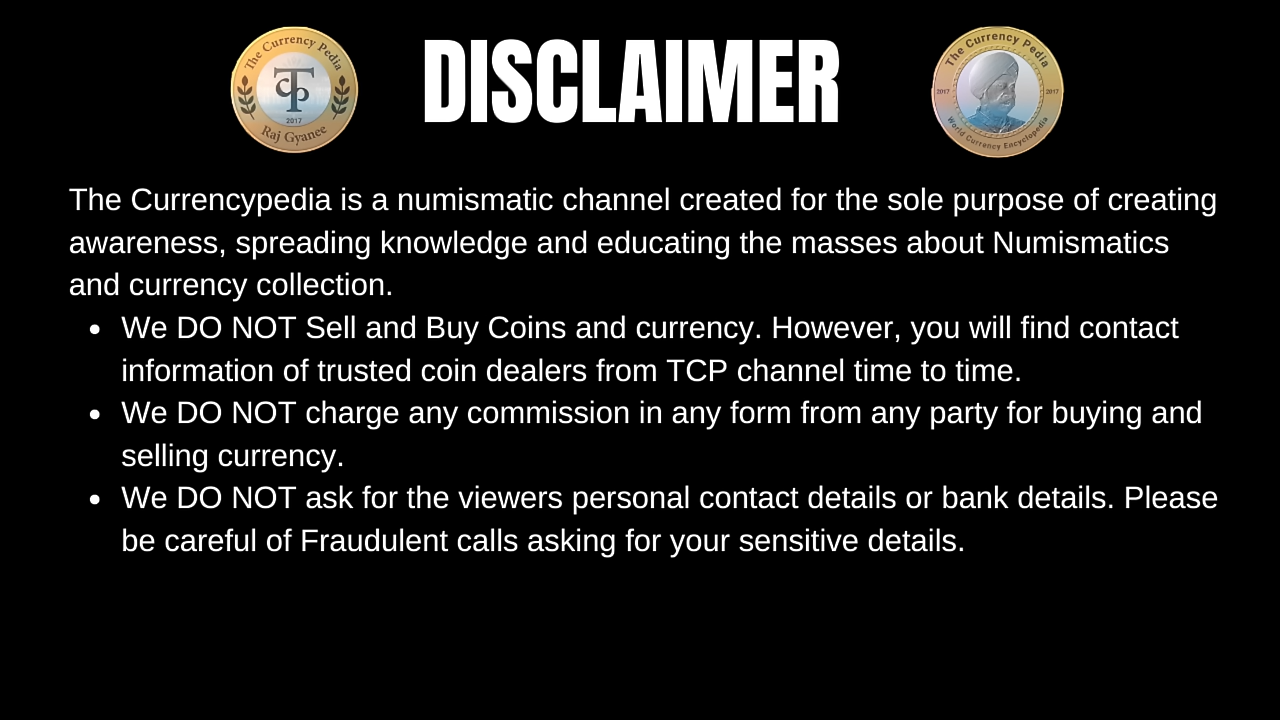 The Currency Pedia
TCP
2017
Raj Gyanee
DISCLAIMER
The Currency Pedia
2017
2017
World Currency Encyclopedia
The Currencypedia is a numismatic channel created for the sole purpose of creating
awareness, spreading knowledge and educating the masses about Numismatics
and currency collection.
• We DO NOT Sell and Buy Coins and currency. However, you will find contact
information of trusted coin dealers from TCP channel time to time.
• We DO NOT charge any commission in any form from any party for buying and
selling currency.
• We DO NOT ask for the viewers personal contact details or bank details. Please
be careful of Fraudulent calls asking for your sensitive details.